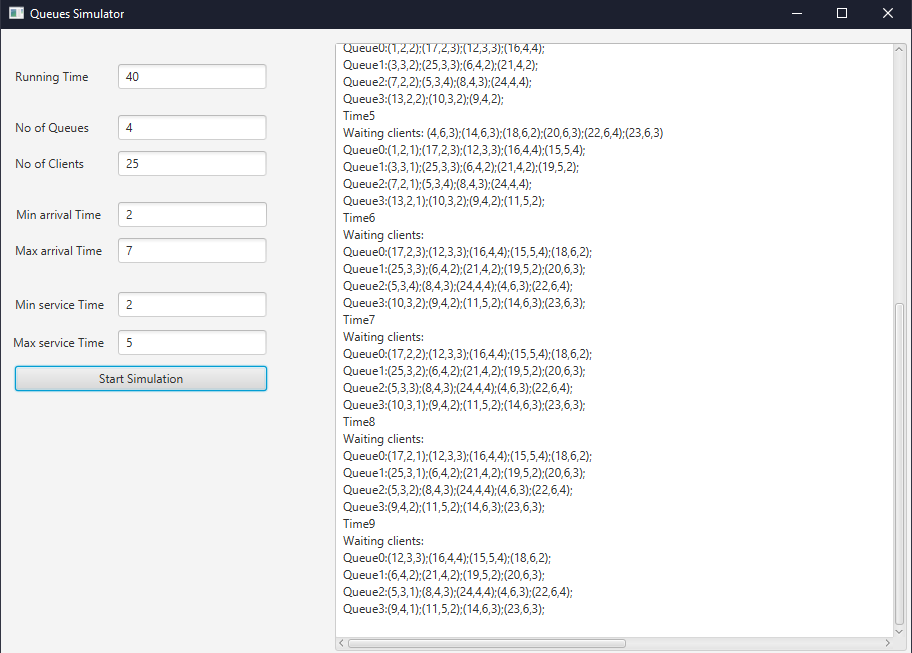 Queues Simulator
Running Time 40
No of Queues 4
No of Clients 25
Min arrival Time 2
Max arrival Time 7
Min service Time 2
Max service Time 5
Start Simulation
Queue0:(1,2,2);(17,2,3);(12,3,3);(16,4,4);
Queue1:(3,3,2);(25,3,3);(6,4,2);(21,4,2);
Queue2:(7,2,2);(5,3,4);(8,4,3);(24,4,4);
Queue3:(13,2,2);(10,3,2);(9,4,2);
Time5
Waiting clients: (4,6,3);(14,6,3);(18,6,2);(20,6,3);(22,6,4);(23,6,3)
Queue0:(1,2,1);(17,2,3);(12,3,3);(16,4,4);(15,5,4);
Queue1:(3,3,1);(25,3,3);(6,4,2);(21,4,2);(19,5,2);
Queue2:(7,2,1);(5,3,4);(8,4,3);(24,4,4);
Queue3:(13,2,1);(10,3,2);(9,4,2);(11,5,2);
Time6
Waiting clients:
Queue0:(17,2,3);(12,3,3);(16,4,4);(15,5,4);(18,6,2);
Queue1:(25,3,3);(6,4,2);(21,4,2);(19,5,2);(20,6,3);
Queue2:(5,3,4);(8,4,3);(24,4,4);(4,6,3);(22,6,4);
Queue3:(10,3,2);(9,4,2);(11,5,2);(14,6,3);(23,6,3);
Time7
Waiting clients:
Queue0:(17,2,2);(12,3,3);(16,4,4);(15,5,4);(18,6,2);
Queue1:(25,3,2);(6,4,2);(21,4,2);(19,5,2);(20,6,3);
Queue2:(5,3,3);(8,4,3);(24,4,4);(4,6,3);(22,6,4);
Queue3:(10,3,1);(9,4,2);(11,5,2);(14,6,3);(23,6,3);
Time8
Waiting clients:
Queue0:(17,2,1);(12,3,3);(16,4,4);(15,5,4);(18,6,2);
Queue1:(25,3,1);(6,4,2);(21,4,2);(19,5,2);(20,6,3);
Queue2:(5,3,2);(8,4,3);(24,4,4);(4,6,3);(22,6,4);
Queue3:(9,4,2);(11,5,2);(14,6,3);(23,6,3);
Time9
Waiting clients:
Queue0:(12,3,3);(16,4,4);(15,5,4);(18,6,2);
Queue1:(6,4,2);(21,4,2);(19,5,2);(20,6,3);
Queue2:(5,3,1);(8,4,3);(24,4,4);(4,6,3);(22,6,4);
Queue3:(9,4,1);(11,5,2);(14,6,3);(23,6,3);